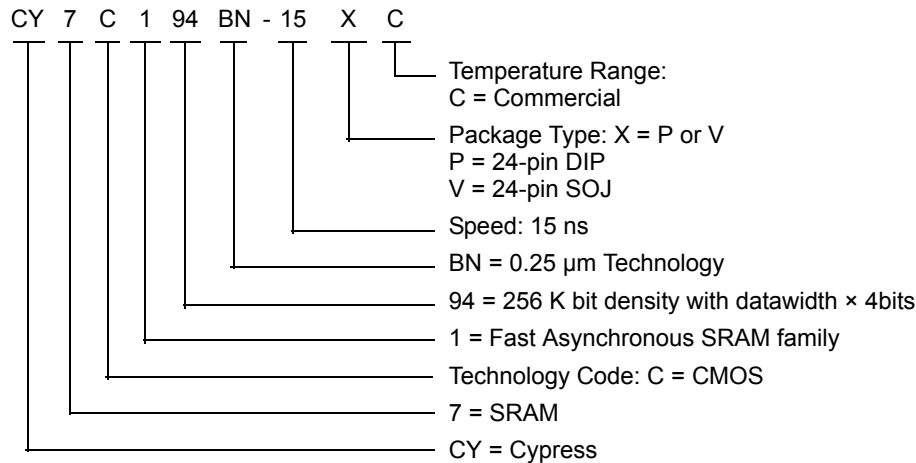 CY 7 C 1 94 BN - 15 X C
Temperature Range:
C = Commercial
Package Type: X = P or V
P = 24-pin DIP
V = 24-pin SOJ
Speed: 15 ns
BN = 0.25 µm Technology
94 = 256 K bit density with datawidth × 4bits
1 = Fast Asynchronous SRAM family
Technology Code: C = CMOS
7 = SRAM
CY = Cypress